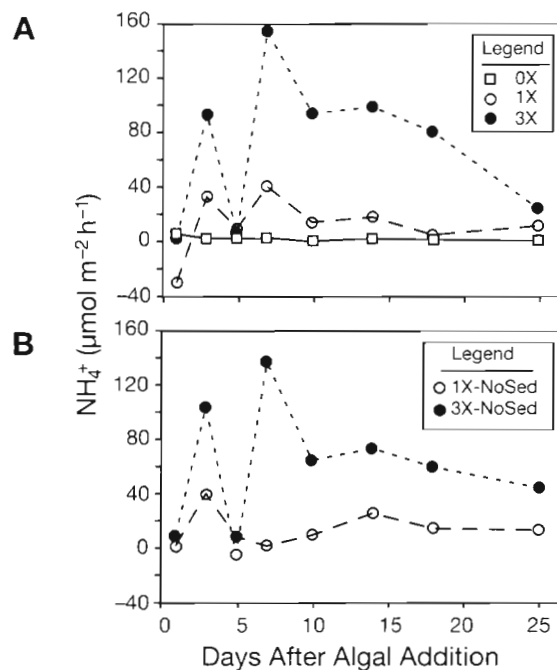 A
160
120
80
40
0
−40
Legend
0X
1X
3X
B
160
120
80
40
0
−40
Legend
1X-NoSed
3X-NoSed
NH₄⁺ (µmol m⁻² h⁻¹)
0 5 10 15 20 25
Days After Algal Addition